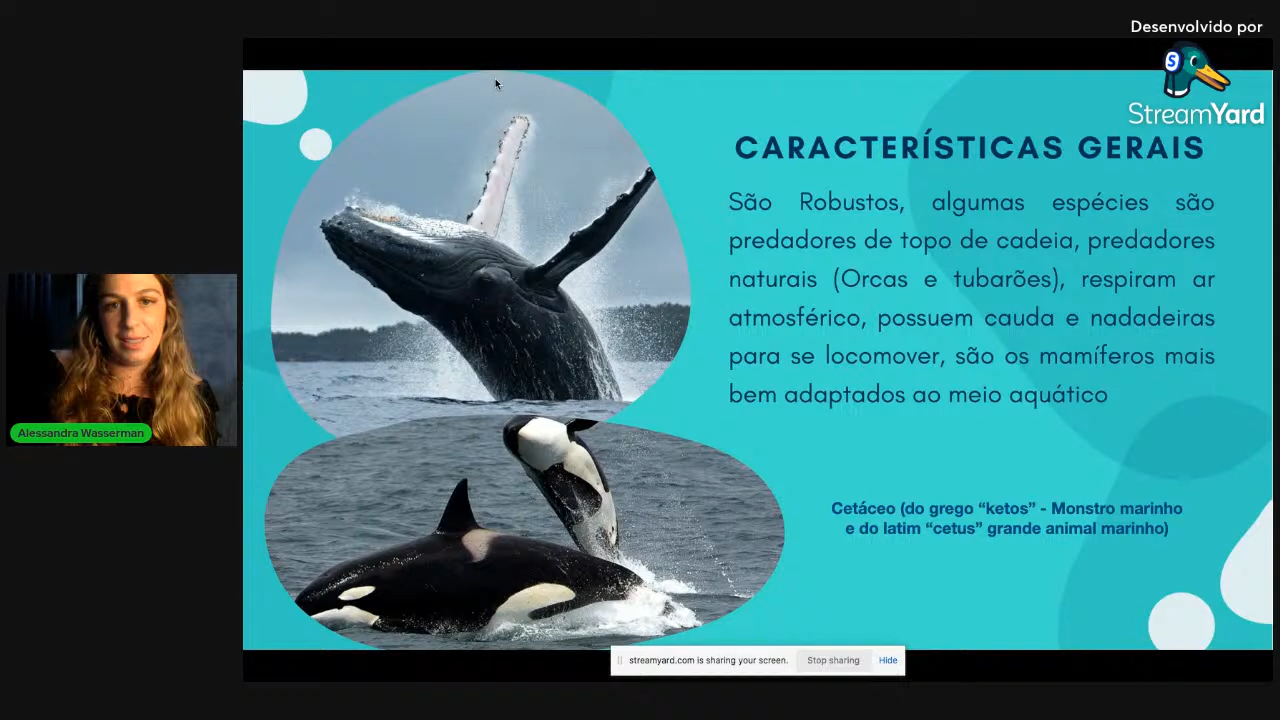 Desenvolvido por
StreamYard
CARACTERÍSTICAS GERAIS
São Robustos, algumas espécies são
predadores de topo de cadeia, predadores
naturais (Orcas e tubarões), respiram ar
atmosférico, possuem cauda e nadadeiras
para se locomover, são os mamíferos mais
bem adaptados ao meio aquático
Alessandra Wasserman
Cetáceo (do grego “ketos” - Monstro marinho
e do latim “cetus” grande animal marinho)
streamyard.com is sharing your screen. Stop sharing Hide